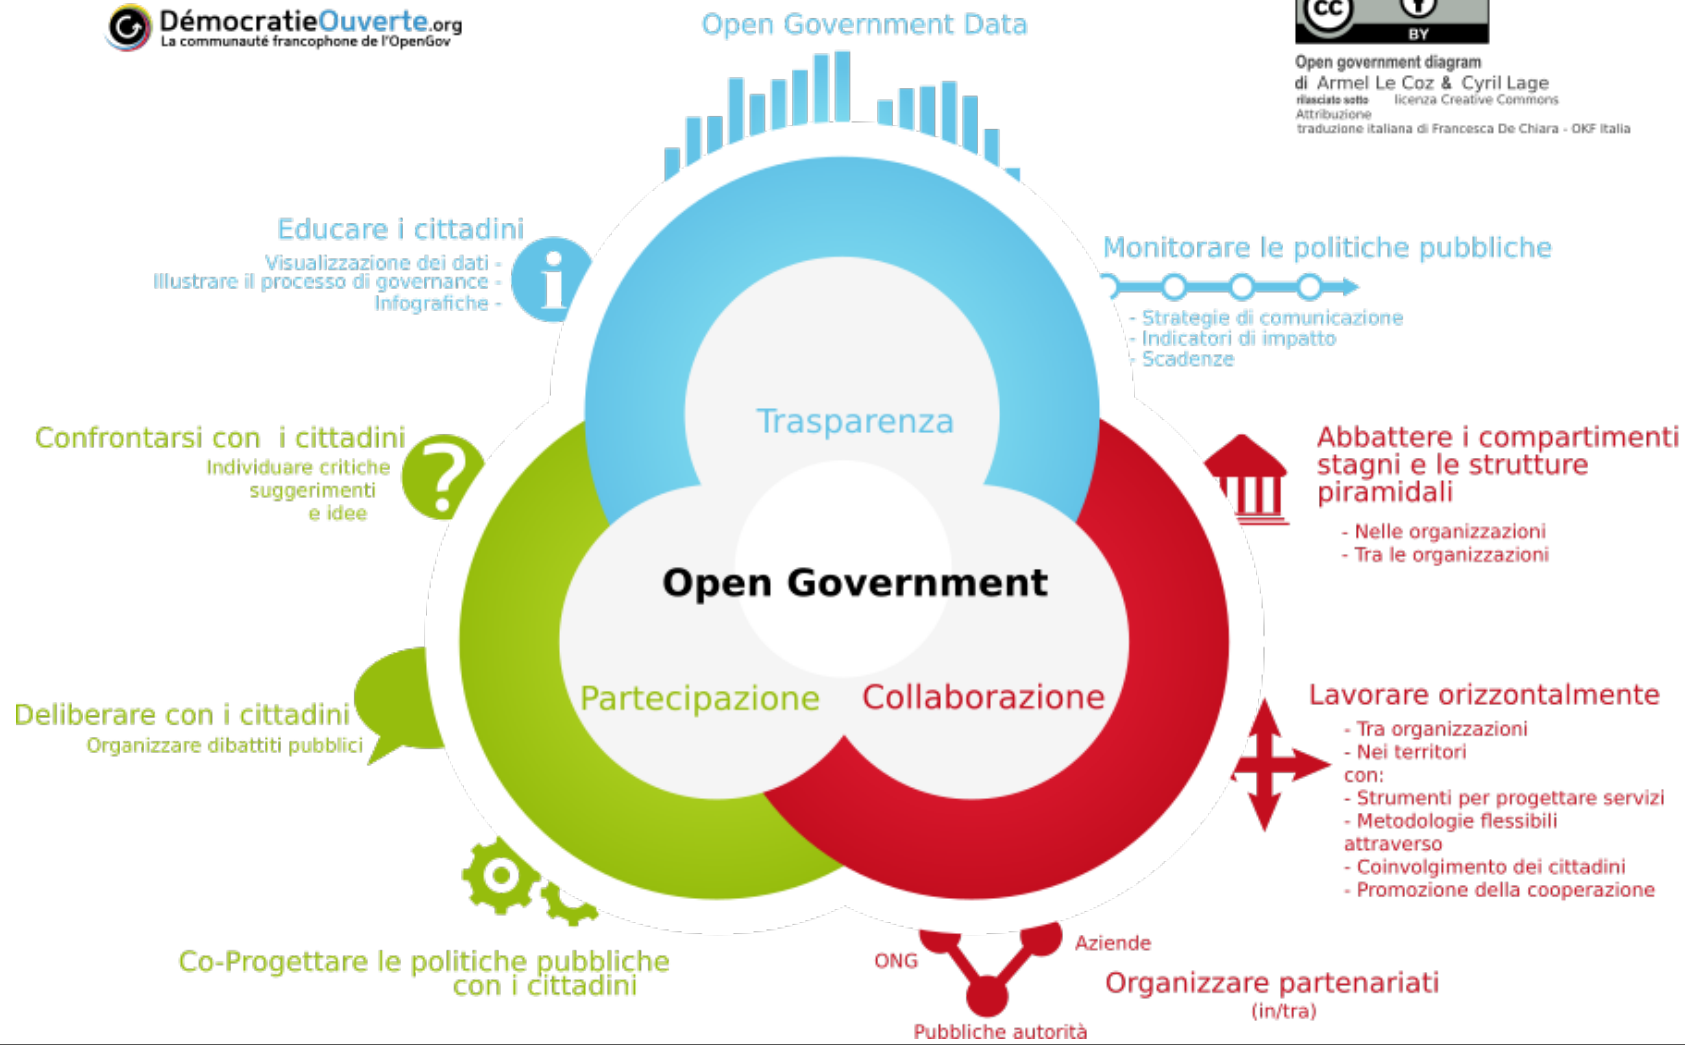 DémocratieOuverte.org
La communauté francophone de l'OpenGov
Open Government Data
cc
BY
Open government diagram
di Armel Le Coz & Cyril Lage
rilasciato sotto licenza Creative Commons
Attribuzione
traduzione italiana di Francesca De Chiara - OKF Italia
Educare i cittadini
Visualizzazione dei dati -
Illustrare il processo di governance -
Infografiche -
i
Monitorare le politiche pubbliche
- Strategie di comunicazione
- Indicatori di impatto
- Scadenze
Trasparenza
Confrontarsi con i cittadini
Individuare critiche
suggerimenti
e idee
?
Abbattere i compartimenti
stagni e le strutture
piramidali
- Nelle organizzazioni
- Tra le organizzazioni
Open Government
Partecipazione
Collaborazione
Deliberare con i cittadini
Organizzare dibattiti pubblici
Lavorare orizzontalmente
- Tra organizzazioni
- Nei territori
con:
- Strumenti per progettare servizi
- Metodologie flessibili
attraverso
- Coinvolgimento dei cittadini
- Promozione della cooperazione
Co-Progettare le politiche pubbliche
con i cittadini
ONG
Aziende
Pubbliche autorità
Organizzare partenariati
(in/tra)